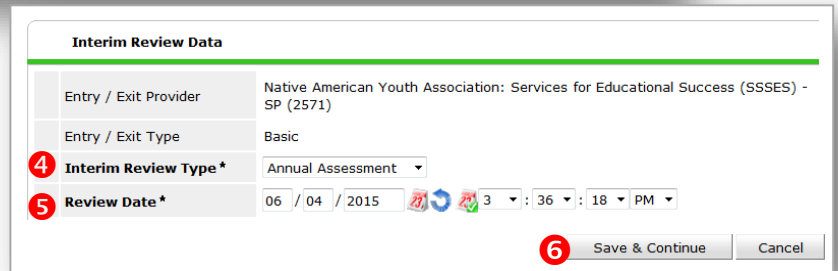 Interim Review Data
Entry / Exit Provider Native American Youth Association: Services for Educational Success (SSSES) -
SP (2571)
Entry / Exit Type Basic
4 Interim Review Type* Annual Assessment
5 Review Date* 06 / 04 / 2015 23 23 3 : 36 : 18 PM
6 Save & Continue Cancel